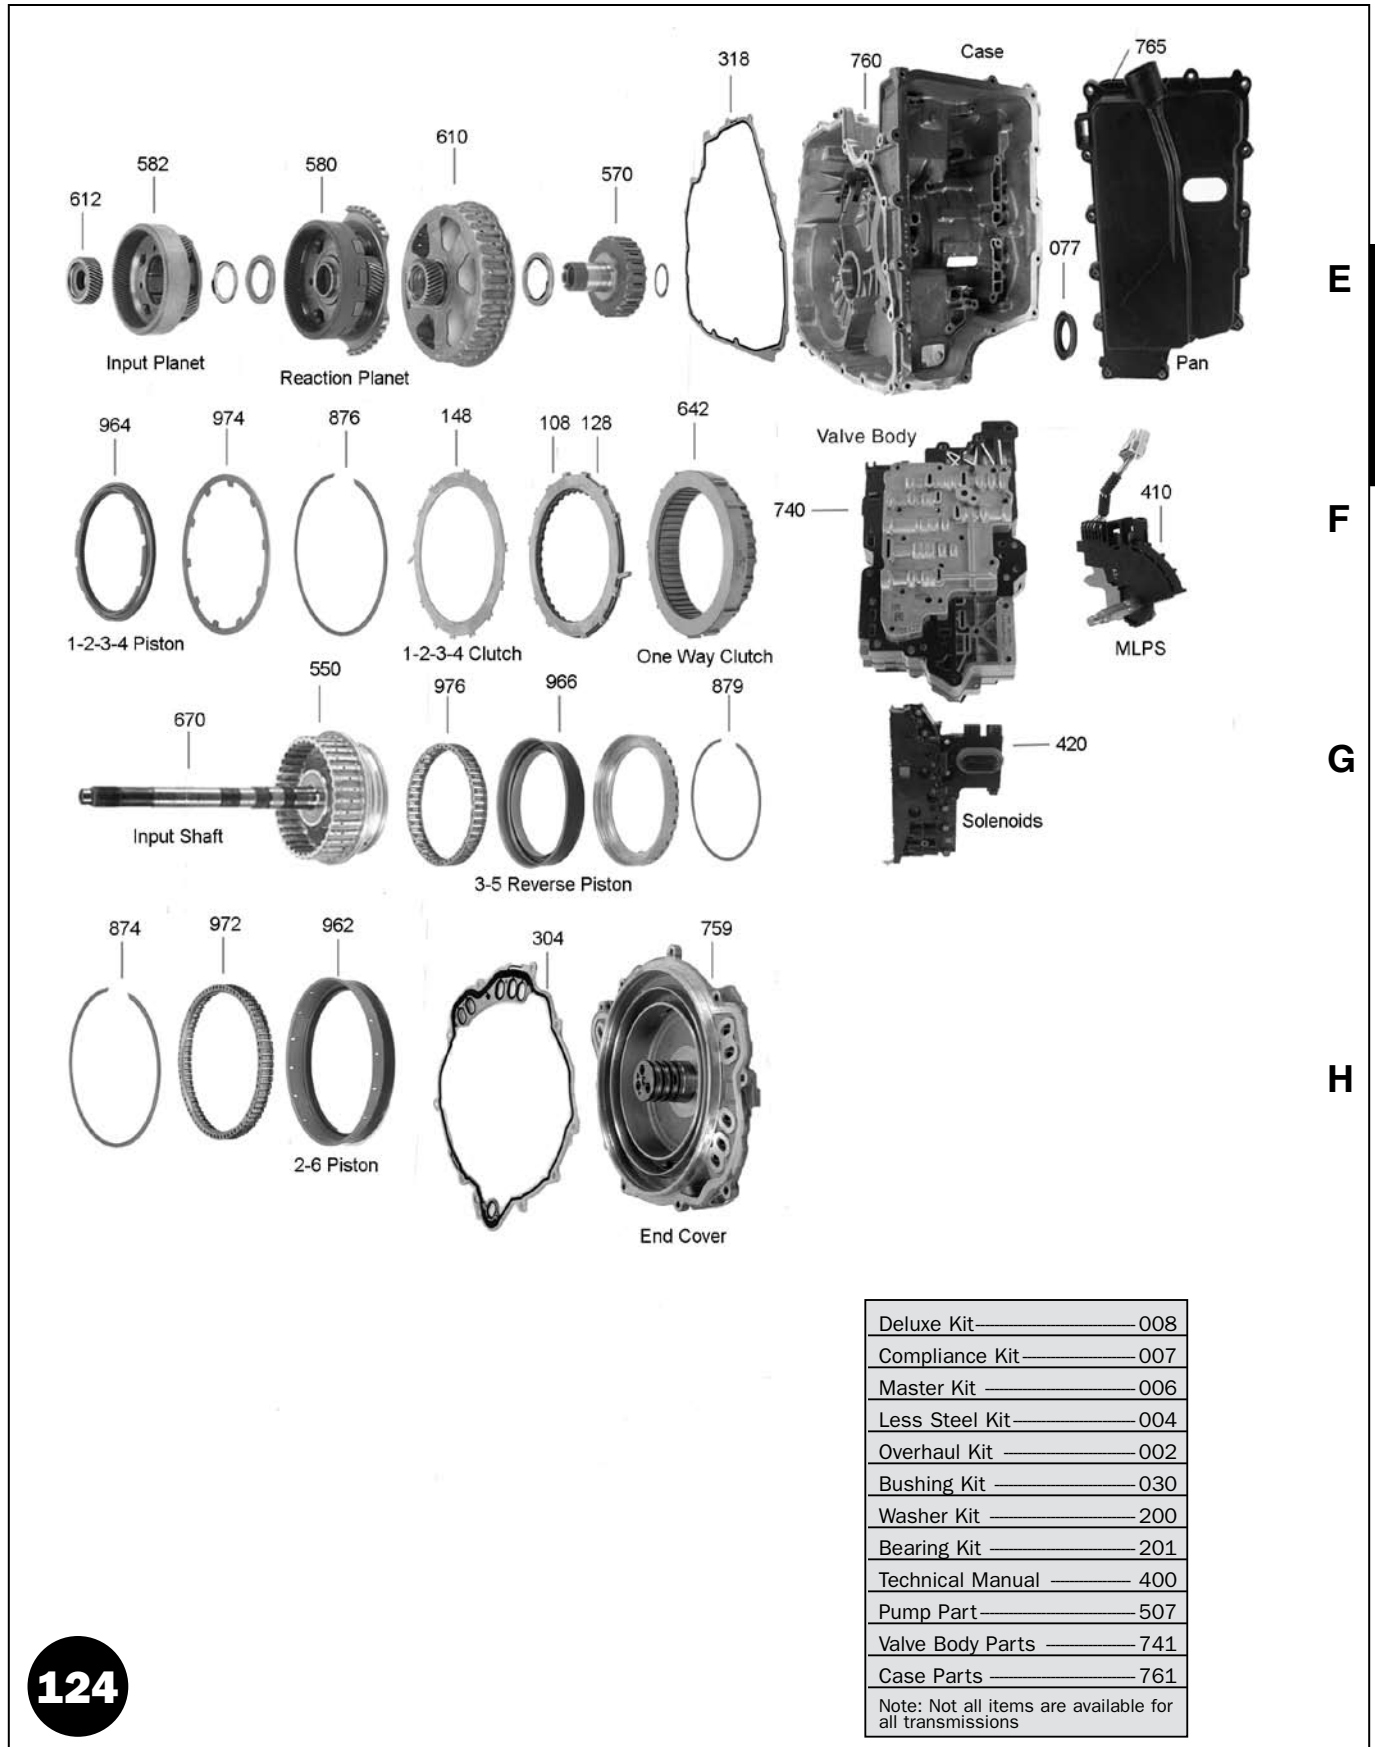 318
760
Case
765
610
582
580
570
612
077
E
Input Planet
Reaction Planet
Pan
964
974
876
148
108
128
642
Valve Body
740
410
F
1-2-3-4 Piston
1-2-3-4 Clutch
One Way Clutch
MLPS
550
976
966
879
670
420
G
Input Shaft
Solenoids
3-5 Reverse Piston
874
972
962
304
759
H
2-6 Piston
End Cover
Deluxe Kit 008
Compliance Kit 007
Master Kit 006
Less Steel Kit 004
Overhaul Kit 002
Bushing Kit 030
Washer Kit 200
Bearing Kit 201
Technical Manual 400
Pump Part 507
Valve Body Parts 741
Case Parts 761
Note: Not all items are available for
all transmissions
124